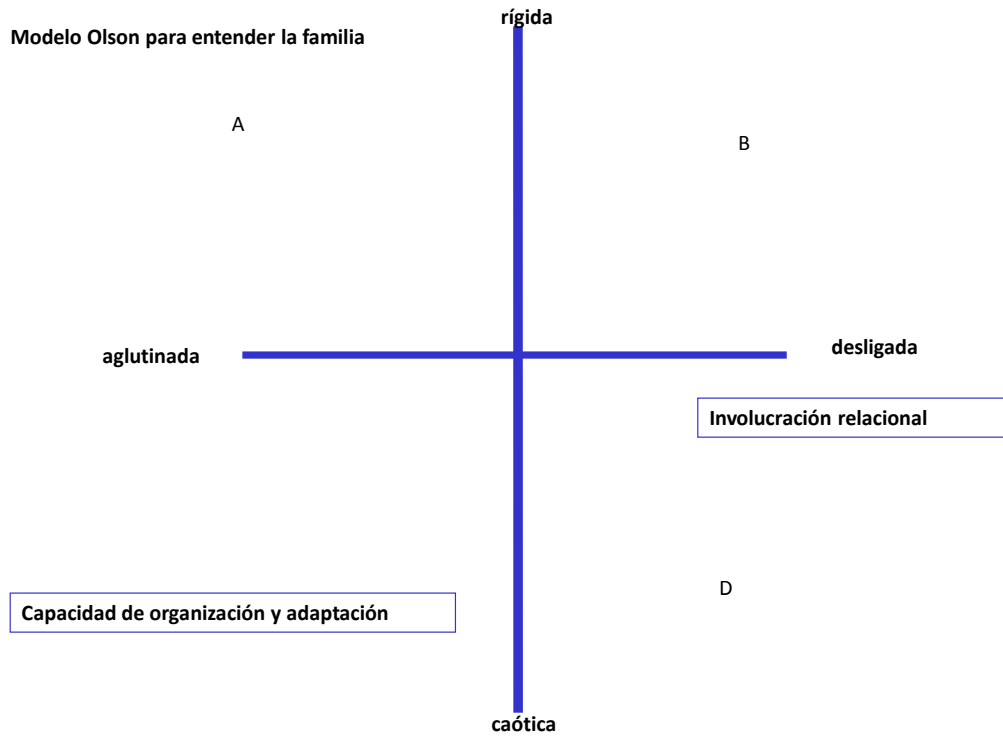 rígida
Modelo Olson para entender la familia
A
B
aglutinada
desligada
Involucración relacional
D
Capacidad de organización y adaptación
caótica